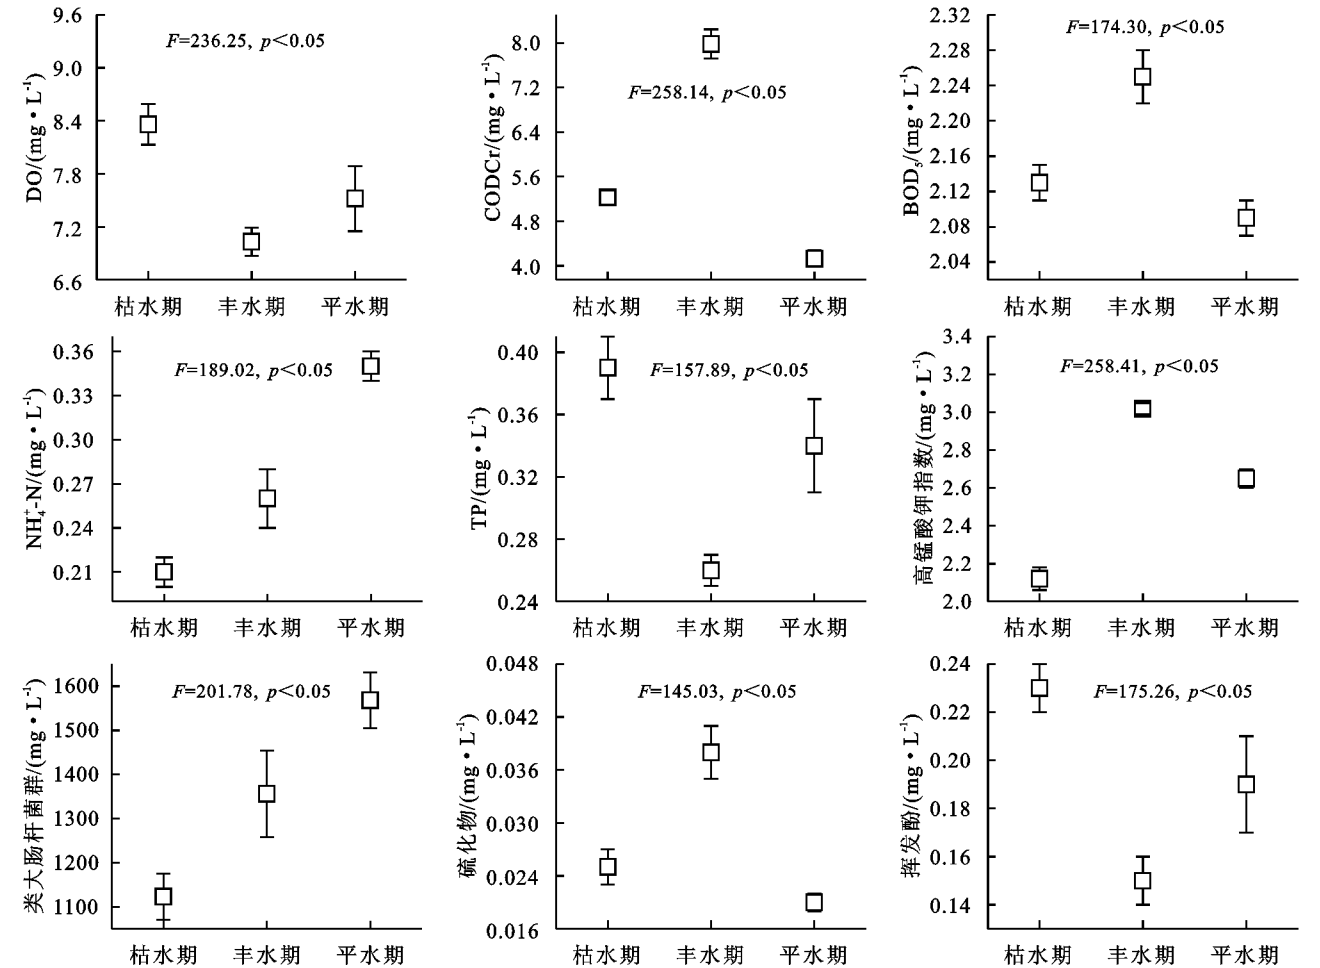 DO/(mg·L⁻¹)
9.6
9.0
8.4
7.8
7.2
6.6
F=236.25, p<0.05
枯水期 丰水期 平水期
CODCr/(mg·L⁻¹)
8.0
7.2
6.4
5.6
4.8
4.0
F=258.14, p<0.05
枯水期 丰水期 平水期
BOD₅/(mg·L⁻¹)
2.32
2.28
2.24
2.20
2.16
2.12
2.08
2.04
F=174.30, p<0.05
枯水期 丰水期 平水期
NH₄⁺-N/(mg·L⁻¹)
0.36
0.33
0.30
0.27
0.24
0.21
F=189.02, p<0.05
枯水期 丰水期 平水期
TP/(mg·L⁻¹)
0.40
0.36
0.32
0.28
0.24
F=157.89, p<0.05
枯水期 丰水期 平水期
高锰酸钾指数/(mg·L⁻¹)
3.4
3.2
3.0
2.8
2.6
2.4
2.2
2.0
F=258.41, p<0.05
枯水期 丰水期 平水期
类大肠杆菌群/(mg·L⁻¹)
1600
1500
1400
1300
1200
1100
F=201.78, p<0.05
枯水期 丰水期 平水期
硫化物/(mg·L⁻¹)
0.048
0.042
0.036
0.030
0.024
0.016
F=145.03, p<0.05
枯水期 丰水期 平水期
挥发酚/(mg·L⁻¹)
0.24
0.22
0.20
0.18
0.16
0.14
F=175.26, p<0.05
枯水期 丰水期 平水期